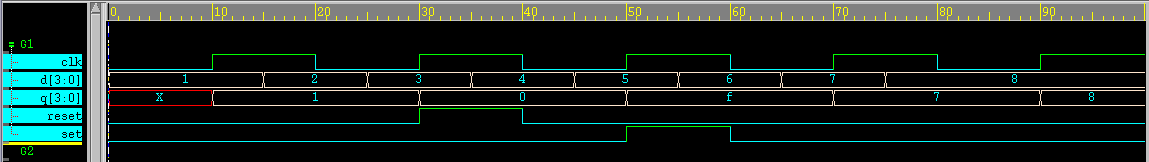 0 10 20 30 40 50 60 70 80 90
G1
clk
d[3:0] 1 2 3 4 5 6 7 8
q[3:0] X 1 0 f 7 8
reset
set
G2